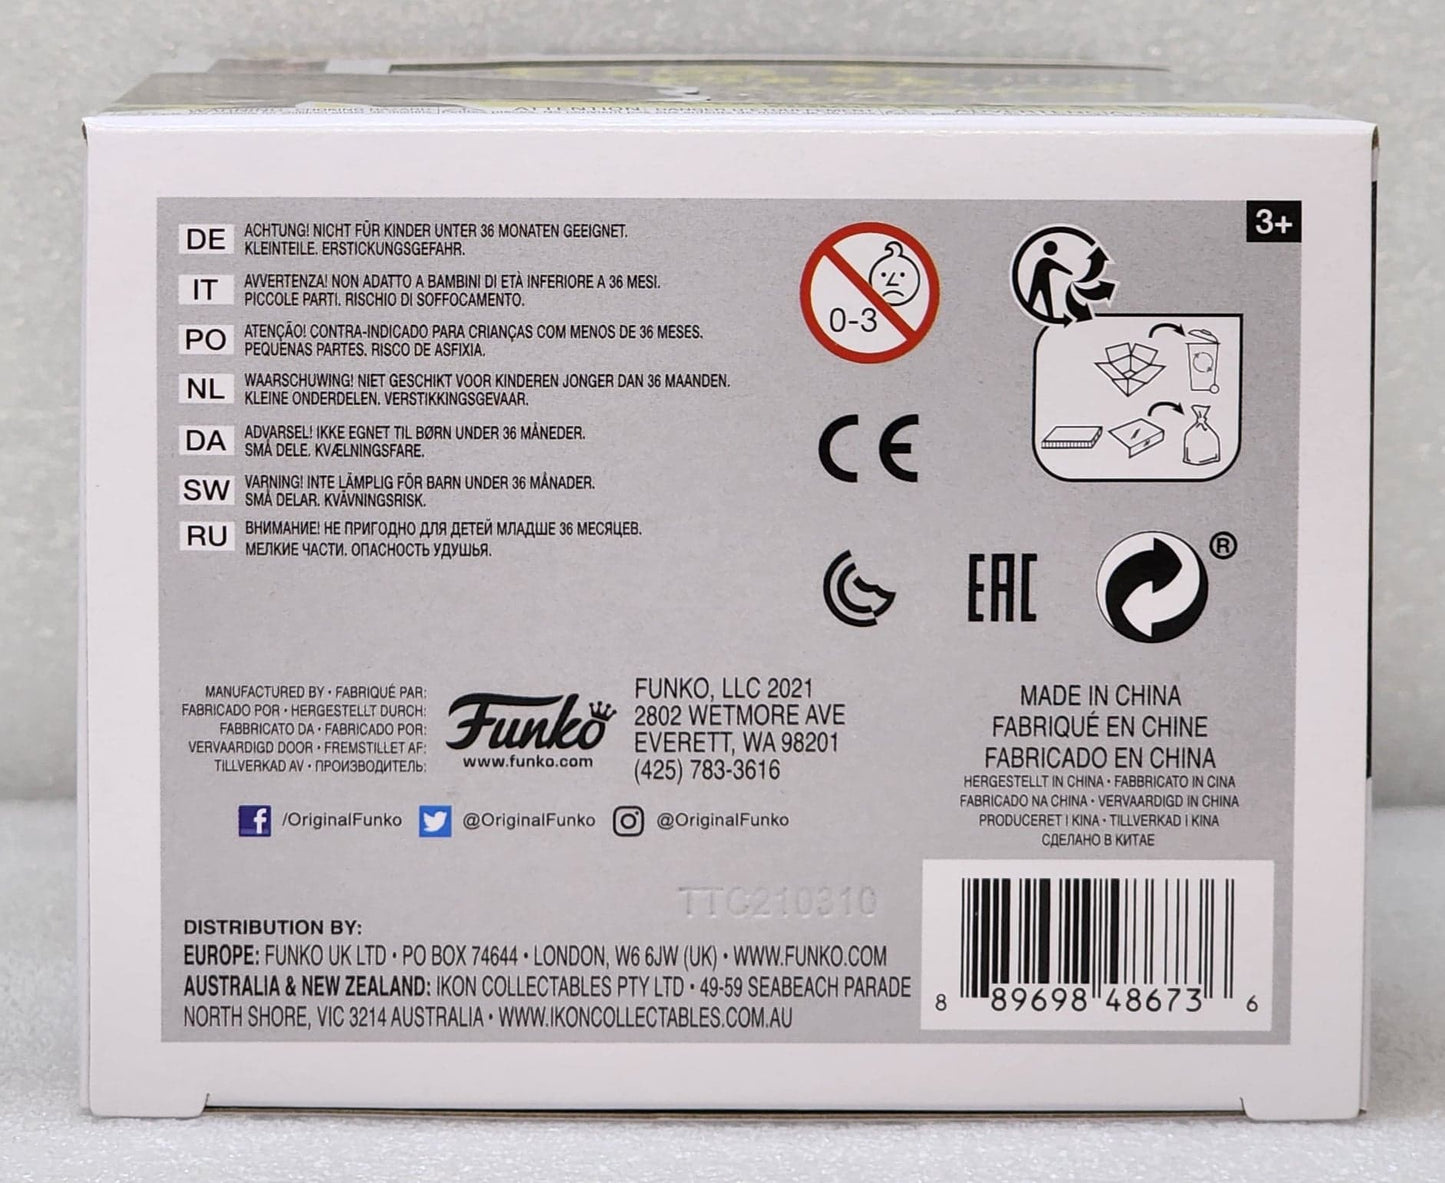 3+
DE ACHTUNG! NICHT FÜR KINDER UNTER 36 MONATEN GEEIGNET.
KLEINTEILE. ERSTICKUNGSGEFAHR.
IT AVVERTENZA! NON ADATTO A BAMBINI DI ETÀ INFERIORE A 36 MESI.
PICCOLE PARTI. RISCHIO DI SOFFOCAMENTO.
PO ATENÇÃO! CONTRA-INDICADO PARA CRIANÇAS COM MENOS DE 36 MESES.
PEQUENAS PARTES. RISCO DE ASFIXIA.
NL WAARSCHUWING! NIET GESCHIKT VOOR KINDEREN JONGER DAN 36 MAANDEN.
KLEINE ONDERDELEN. VERSTIKKINGSGEVAAR.
DA ADVARSEL! IKKE EGNET TIL BØRN UNDER 36 MÅNEDER.
SMÅ DELE. KVÆLNINGSFARE.
SW VARNING! INTE LÄMPLIG FÖR BARN UNDER 36 MÅNADER.
SMÅ DELAR. KVÄVNINGSRISK.
RU ВНИМАНИЕ! НЕ ПРИГОДНО ДЛЯ ДЕТЕЙ МЛАДШЕ 36 МЕСЯЦЕВ.
МЕЛКИЕ ЧАСТИ. ОПАСНОСТЬ УДУШЬЯ.
0-3
CE
EAC
®
MANUFACTURED BY • FABRIQUÉ PAR:
FABRICADO POR • HERGESTELLT DURCH:
FABBRICATO DA • FABRICADO POR:
VERVAARDIGD DOOR • FREMSTILLET AF:
TILLVERKAD AV • ПРОИЗВОДИТЕЛЬ:
Funko
www.funko.com
FUNKO, LLC 2021
2802 WETMORE AVE
EVERETT, WA 98201
(425) 783-3616
MADE IN CHINA
FABRIQUÉ EN CHINE
FABRICADO EN CHINA
HERGESTELLT IN CHINA • FABBRICATO IN CINA
FABRICADO NA CHINA • VERVAARDIGD IN CHINA
PRODUCERET I KINA • TILLVERKAD I KINA
СДЕЛАНО В КИТАЕ
/OriginalFunko @OriginalFunko @OriginalFunko
TTC210310
DISTRIBUTION BY:
EUROPE: FUNKO UK LTD • PO BOX 74644 • LONDON, W6 6JW (UK) • WWW.FUNKO.COM
AUSTRALIA & NEW ZEALAND: IKON COLLECTABLES PTY LTD • 49-59 SEABEACH PARADE
NORTH SHORE, VIC 3214 AUSTRALIA • WWW.IKONCOLLECTABLES.COM.AU
8 89698 48673 6